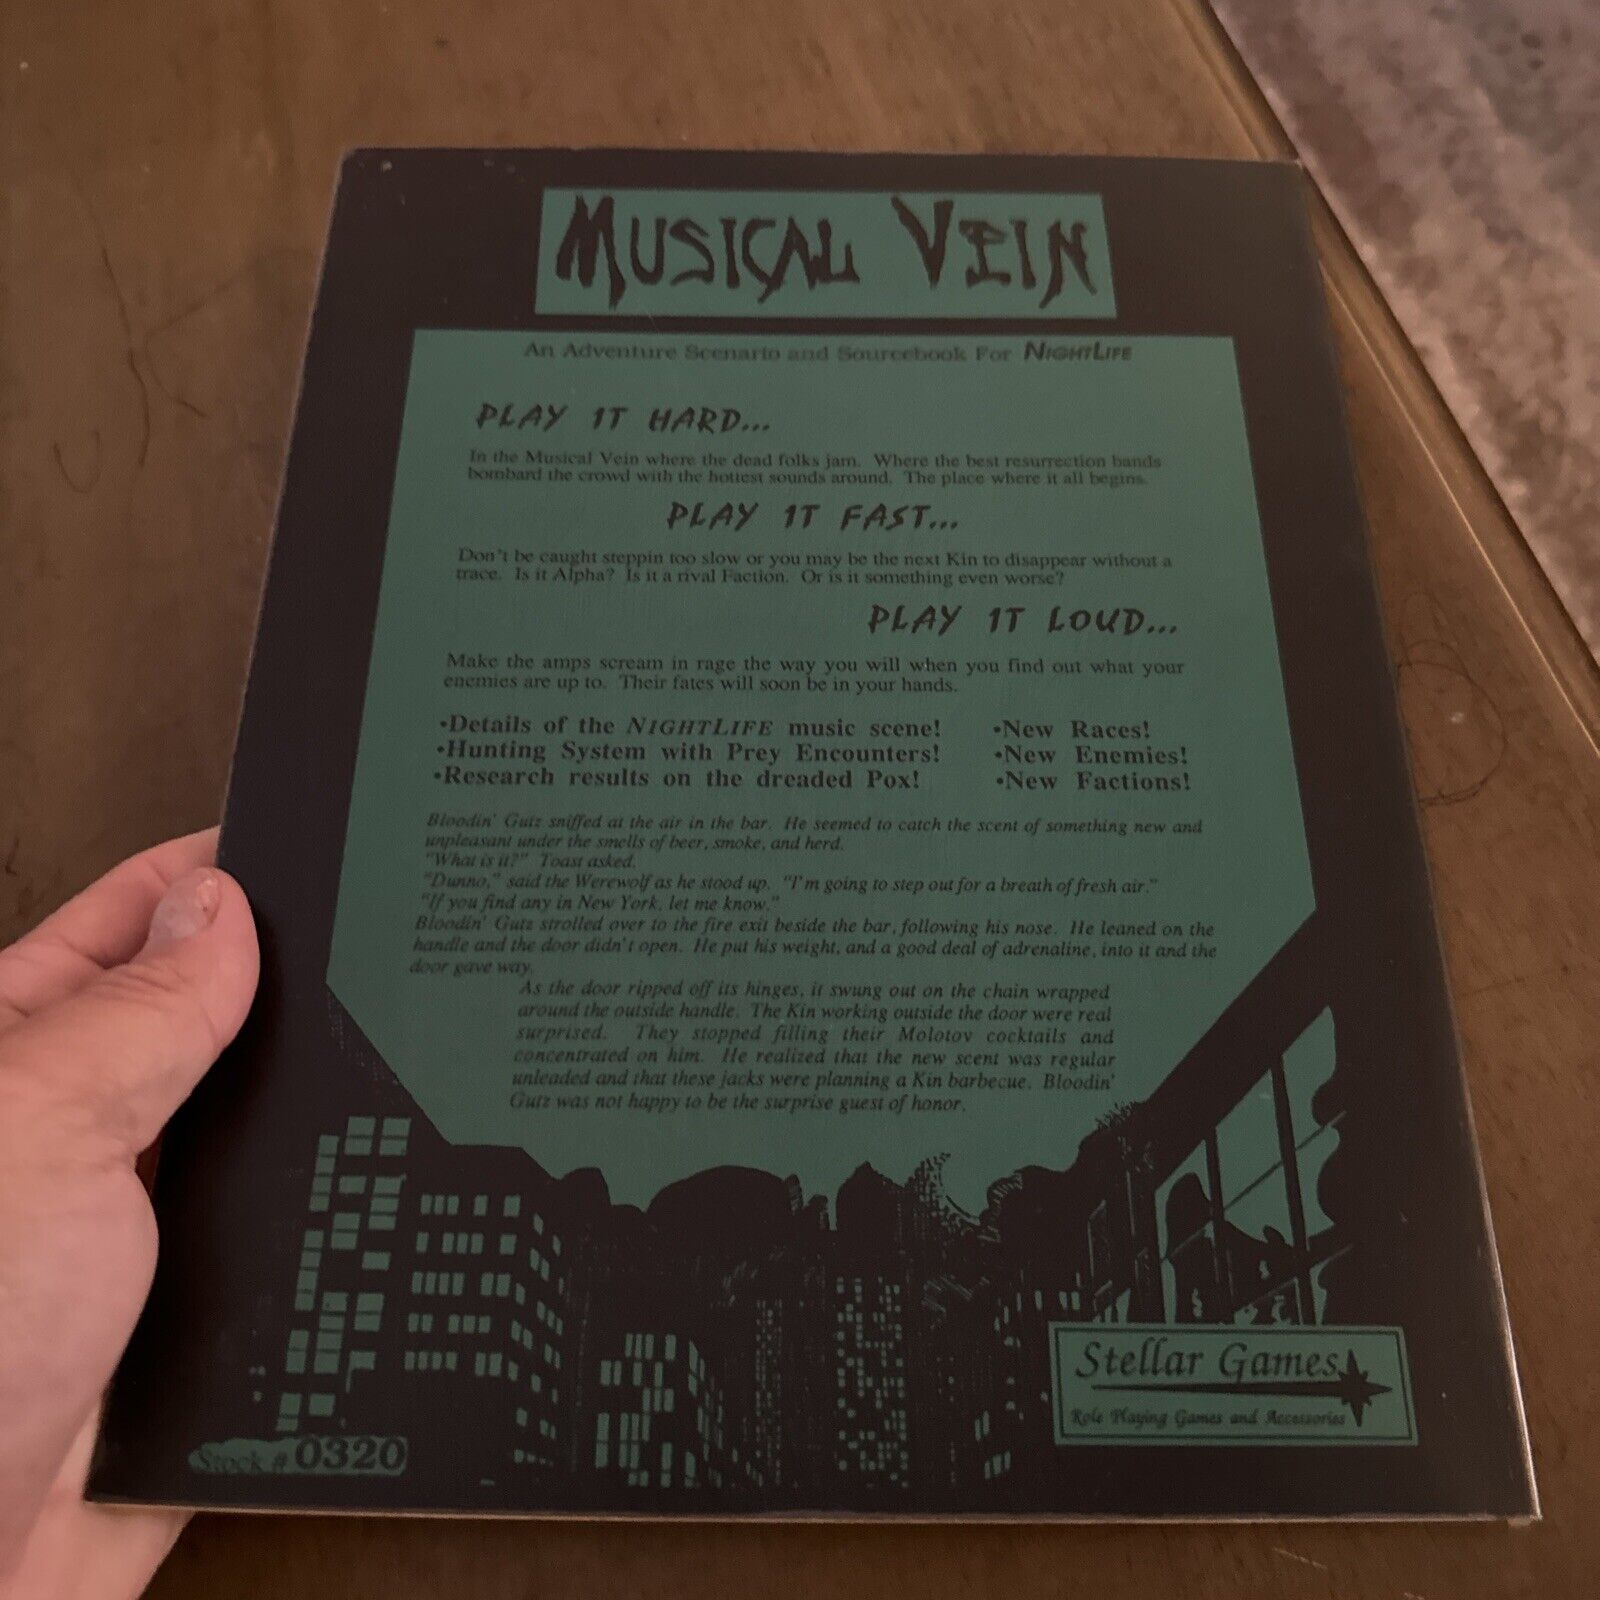 MUSICAL VEIN
An Adventure Scenario and Sourcebook For NIGHTLIFE
PLAY IT HARD...
In the Musical Vein where the dead folks jam. Where the best resurrection bands
bombard the crowd with the hottest sounds around. The place where it all begins.
PLAY IT FAST...
Don't be caught steppin too slow or you may be the next Kin to disappear without a
trace. Is it Alpha? Is it a rival Faction. Or is it something even worse?
PLAY IT LOUD...
Make the amps scream in rage the way you will when you find out what your
enemies are up to. Their fates will soon be in your hands.
•Details of the NIGHTLIFE music scene! •New Races!
•Hunting System with Prey Encounters! •New Enemies!
•Research results on the dreaded Pox! •New Factions!
Bloodin' Gutz sniffed at the air in the bar. He seemed to catch the scent of something new and
unpleasant under the smells of beer, smoke, and herd.
"What is it?" Toast asked.
"Dunno," said the Werewolf as he stood up. "I'm going to step out for a breath of fresh air."
"If you find any in New York, let me know."
Bloodin' Gutz strolled over to the fire exit beside the bar, following his nose. He leaned on the
handle and the door didn't open. He put his weight, and a good deal of adrenaline, into it and the
door gave way.
As the door ripped off its hinges, it swung out on the chain wrapped
around the outside handle. The Kin working outside the door were real
surprised. They stopped filling their Molotov cocktails and
concentrated on him. He realized that the new scent was regular
unleaded and that these jacks were planning a Kin barbecue. Bloodin'
Gutz was not happy to be the surprise guest of honor.
Stellar Games
Role Playing Games and Accessories
Stock # 0320